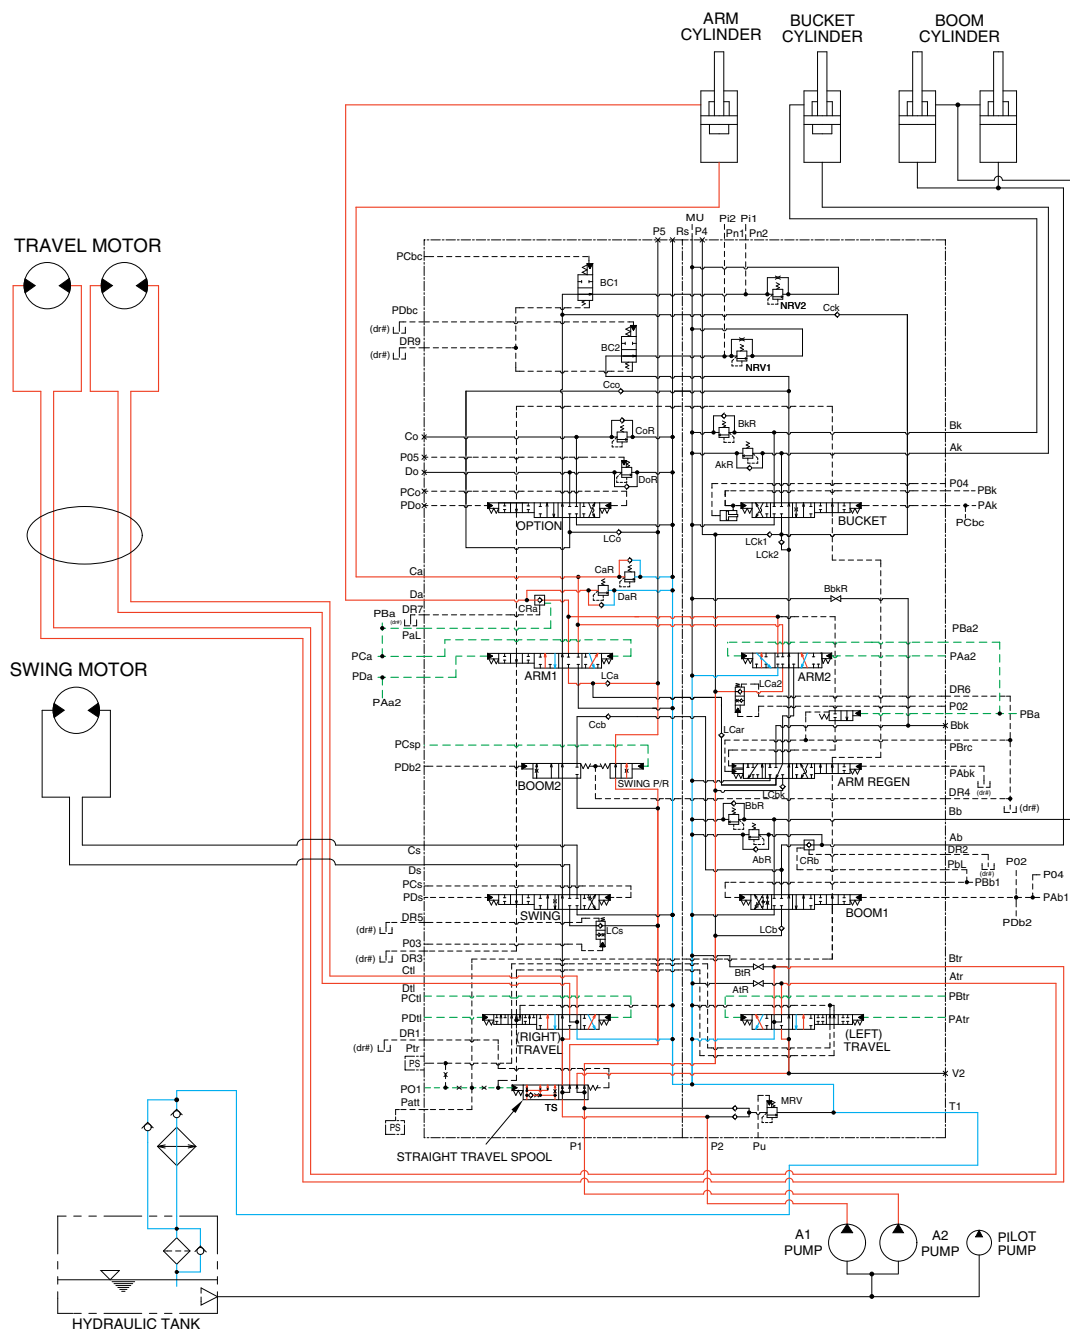 ARM
CYLINDER
BUCKET
CYLINDER
BOOM
CYLINDER
TRAVEL MOTOR
MU
Pi2 Pi1
P5 Rs P4 Pn1 Pn2
PCbc
BC1
NRV2
PDbc
Cck
(dr#)
DR9
BC2
(dr#)
NRV1
Cco
Co
CoR
BkR
Bk
P05
AkR
Ak
Do
DoR
PCo
P04
PBk
PDo
PAk
OPTION
BUCKET
PCbc
LCo
LCk1
LCk2
Ca
CaR
Da
DaR
BbkR
DR7
CRa
PBa
(dr#)
PaL
PBa2
PCa
PAa2
SWING MOTOR
ARM1
ARM2
PDa
LCa
LCa2
DR6
PAa2
P02
PBa
Ccb
LCar
Bbk
PCsp
PBrc
PDb2
PAbk
BOOM2
SWING P/R
ARM REGEN
(dr#)
LCbk
DR4
(dr#)
BbR
Bb
Ab
AbR
CRb
Cs
DR2
Ds
PbL
(dr#)
P02
PCs
PBb1
P04
PDs
PAb1
SWING
BOOM1
DR5
PDb2
(dr#)
LCs
LCb
P03
(dr#)
DR3
Btr
BtR
Ctl
Atr
AtR
Dtl
PCtl
PBtr
PDtl
PAtr
DR1
(RIGHT)
TRAVEL
(LEFT)
TRAVEL
(dr#)
Ptr
PS
V2
PO1
Patt
TS
MRV
T1
PS
P1
P2
Pu
STRAIGHT TRAVEL SPOOL
A1
PUMP
A2
PUMP
PILOT
PUMP
HYDRAULIC TANK